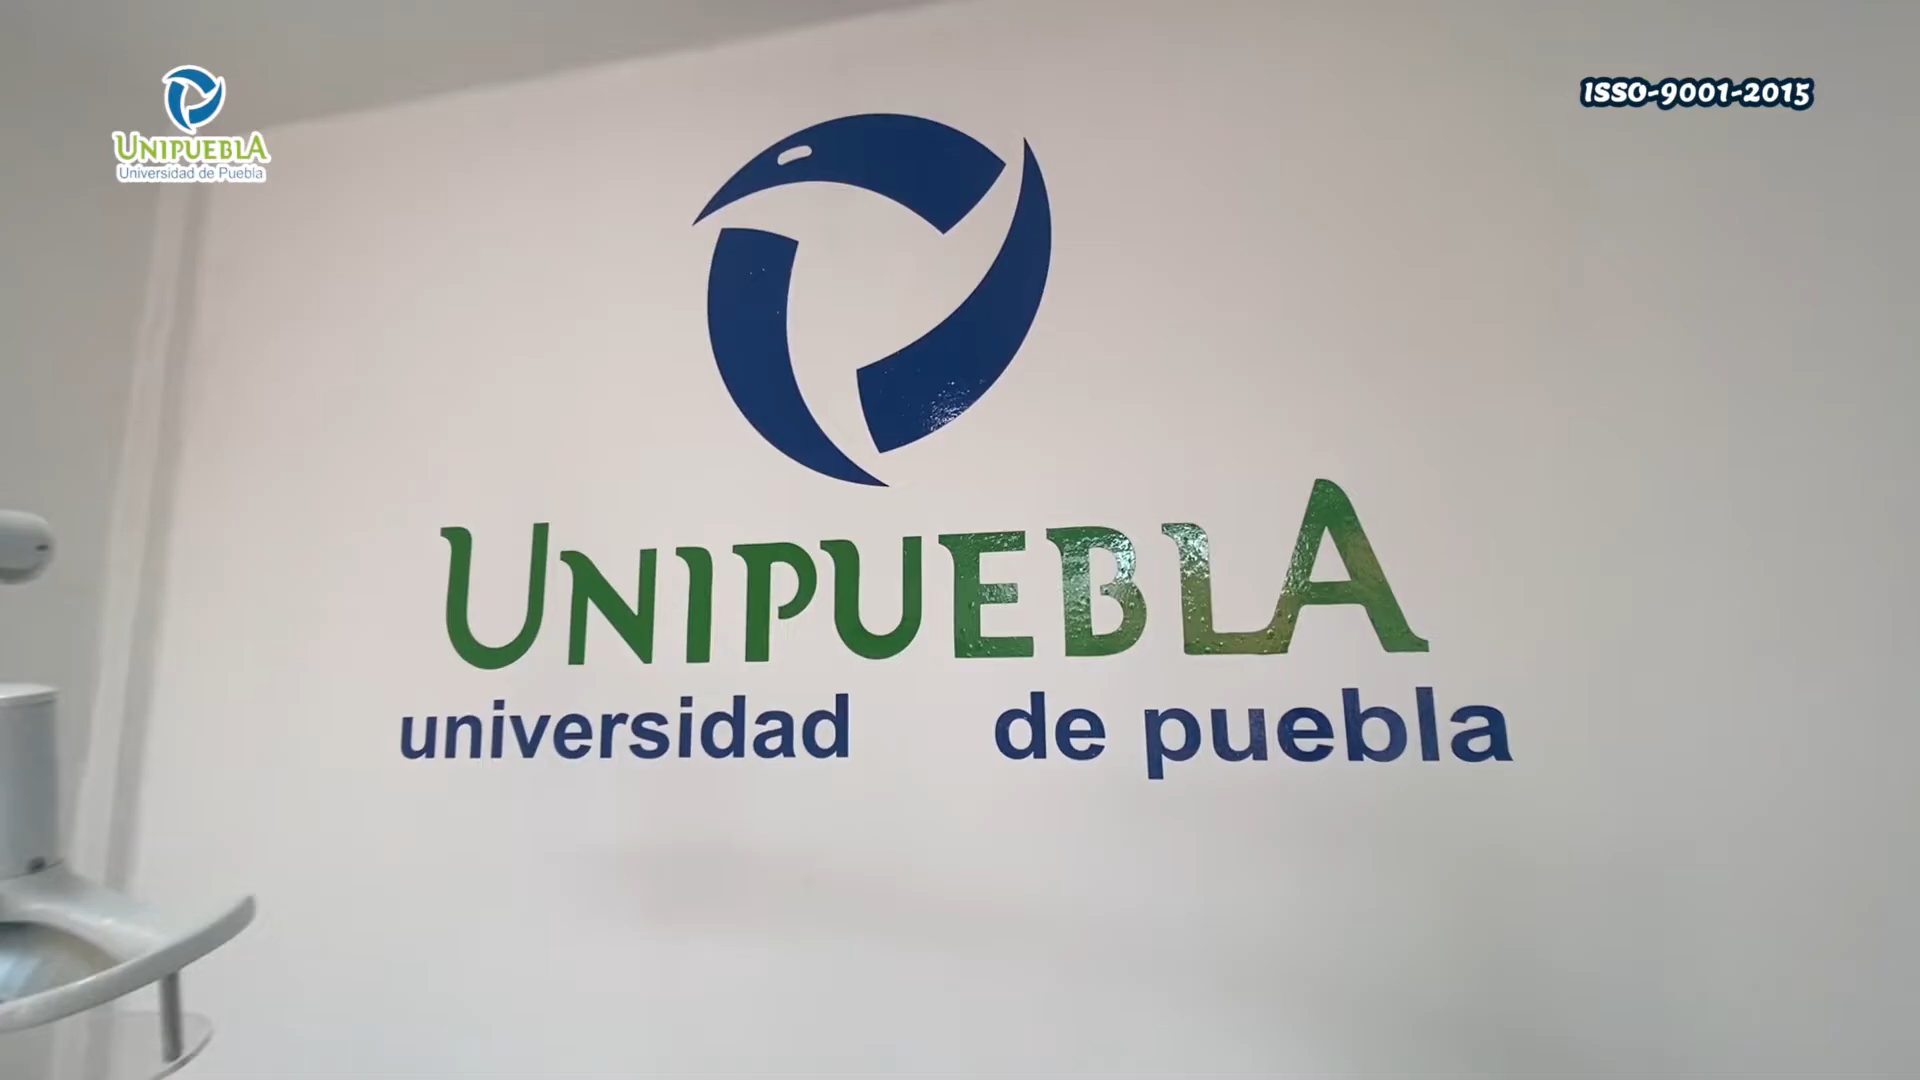 UNIPUEBLA
Universidad de Puebla
ISSO-9001-2015
UNIPUEBLA
universidad de puebla